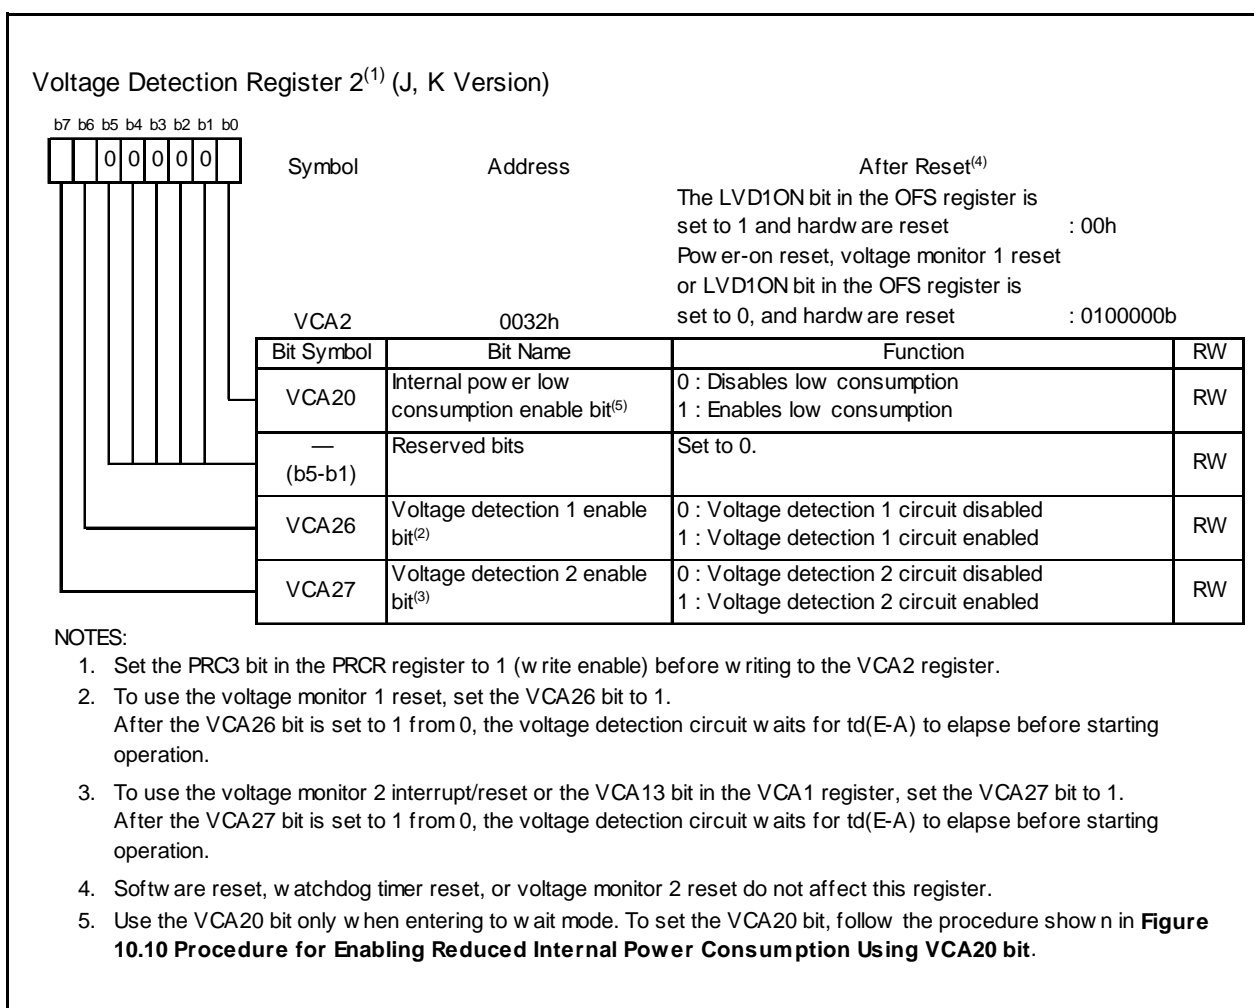 Voltage Detection Register 2(1) (J, K Version)
b7 b6 b5 b4 b3 b2 b1 b0
0 0 0 0 0
Symbol Address After Reset(4)
The LVD1ON bit in the OFS register is
set to 1 and hardware reset : 00h
Power-on reset, voltage monitor 1 reset
or LVD1ON bit in the OFS register is
VCA2 0032h set to 0, and hardware reset : 0100000b
Bit Symbol Bit Name Function RW
VCA20 Internal power low consumption enable bit(5) 0 : Disables low consumption RW
1 : Enables low consumption
— (b5-b1) Reserved bits Set to 0. RW
VCA26 Voltage detection 1 enable bit(2) 0 : Voltage detection 1 circuit disabled RW
1 : Voltage detection 1 circuit enabled
VCA27 Voltage detection 2 enable bit(3) 0 : Voltage detection 2 circuit disabled RW
1 : Voltage detection 2 circuit enabled
NOTES:
1. Set the PRC3 bit in the PRCR register to 1 (write enable) before writing to the VCA2 register.
2. To use the voltage monitor 1 reset, set the VCA26 bit to 1.
After the VCA26 bit is set to 1 from 0, the voltage detection circuit waits for td(E-A) to elapse before starting
operation.
3. To use the voltage monitor 2 interrupt/reset or the VCA13 bit in the VCA1 register, set the VCA27 bit to 1.
After the VCA27 bit is set to 1 from 0, the voltage detection circuit waits for td(E-A) to elapse before starting
operation.
4. Software reset, watchdog timer reset, or voltage monitor 2 reset do not affect this register.
5. Use the VCA20 bit only when entering to wait mode. To set the VCA20 bit, follow the procedure shown in Figure
10.10 Procedure for Enabling Reduced Internal Power Consumption Using VCA20 bit.